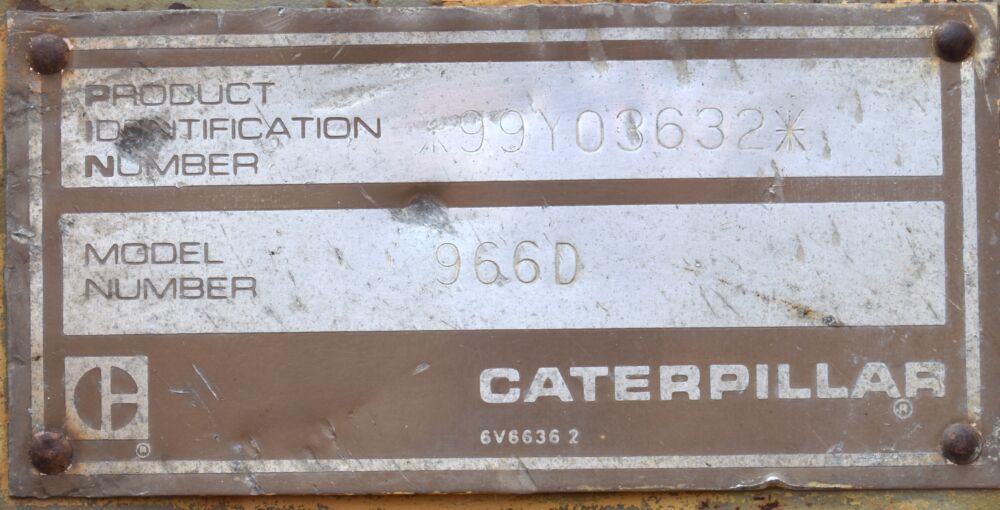 PRODUCT
IDENTIFICATION
NUMBER
*99Y03632*
MODEL
NUMBER
966D
CATERPILLAR
®
®
6V6636 2